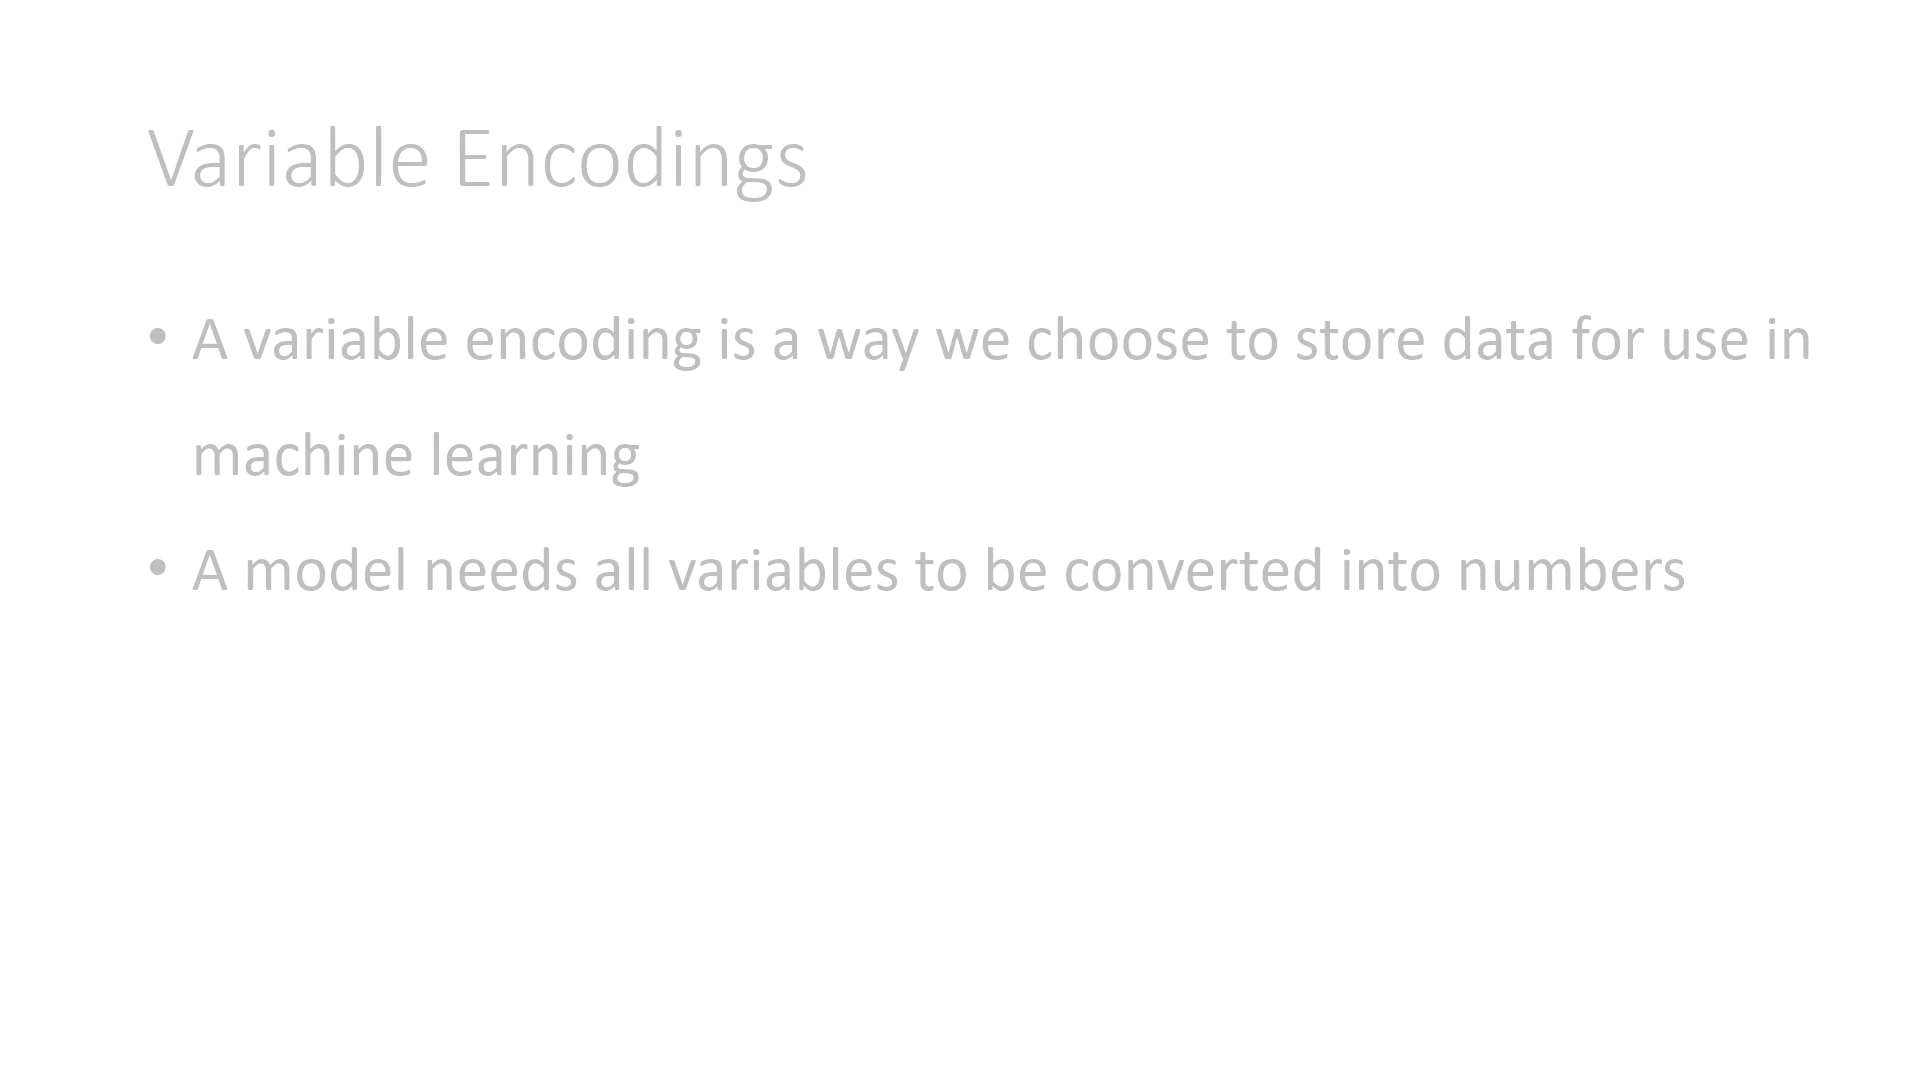 Variable Encodings
• A variable encoding is a way we choose to store data for use in
machine learning
• A model needs all variables to be converted into numbers